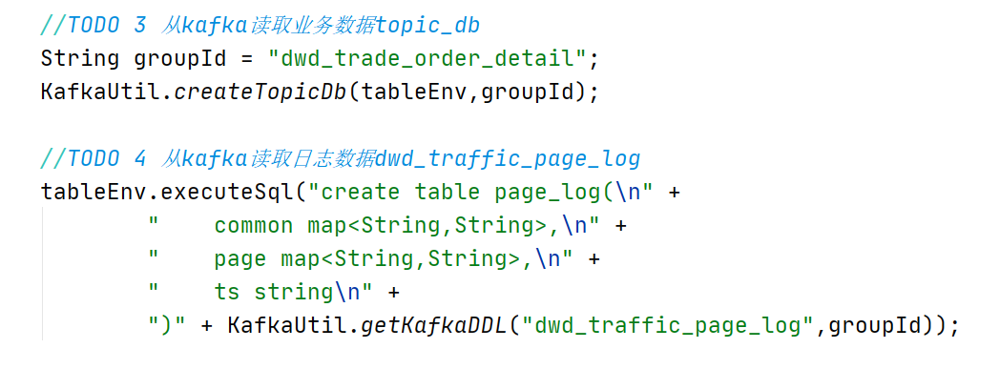 //TODO 3 从kafka读取业务数据topic_db
String groupId = "dwd_trade_order_detail";
KafkaUtil.createTopicDb(tableEnv,groupId);
//TODO 4 从kafka读取日志数据dwd_traffic_page_log
tableEnv.executeSql("create table page_log(\n" +
"    common map<String,String>,\n" +
"    page map<String,String>,\n" +
"    ts string\n" +
")" + KafkaUtil.getKafkaDDL("dwd_traffic_page_log",groupId));